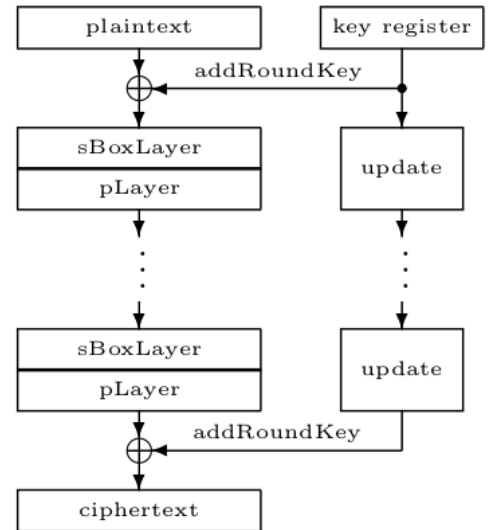 plaintext
key register
addRoundKey
sBoxLayer
pLayer
update
sBoxLayer
pLayer
update
addRoundKey
ciphertext